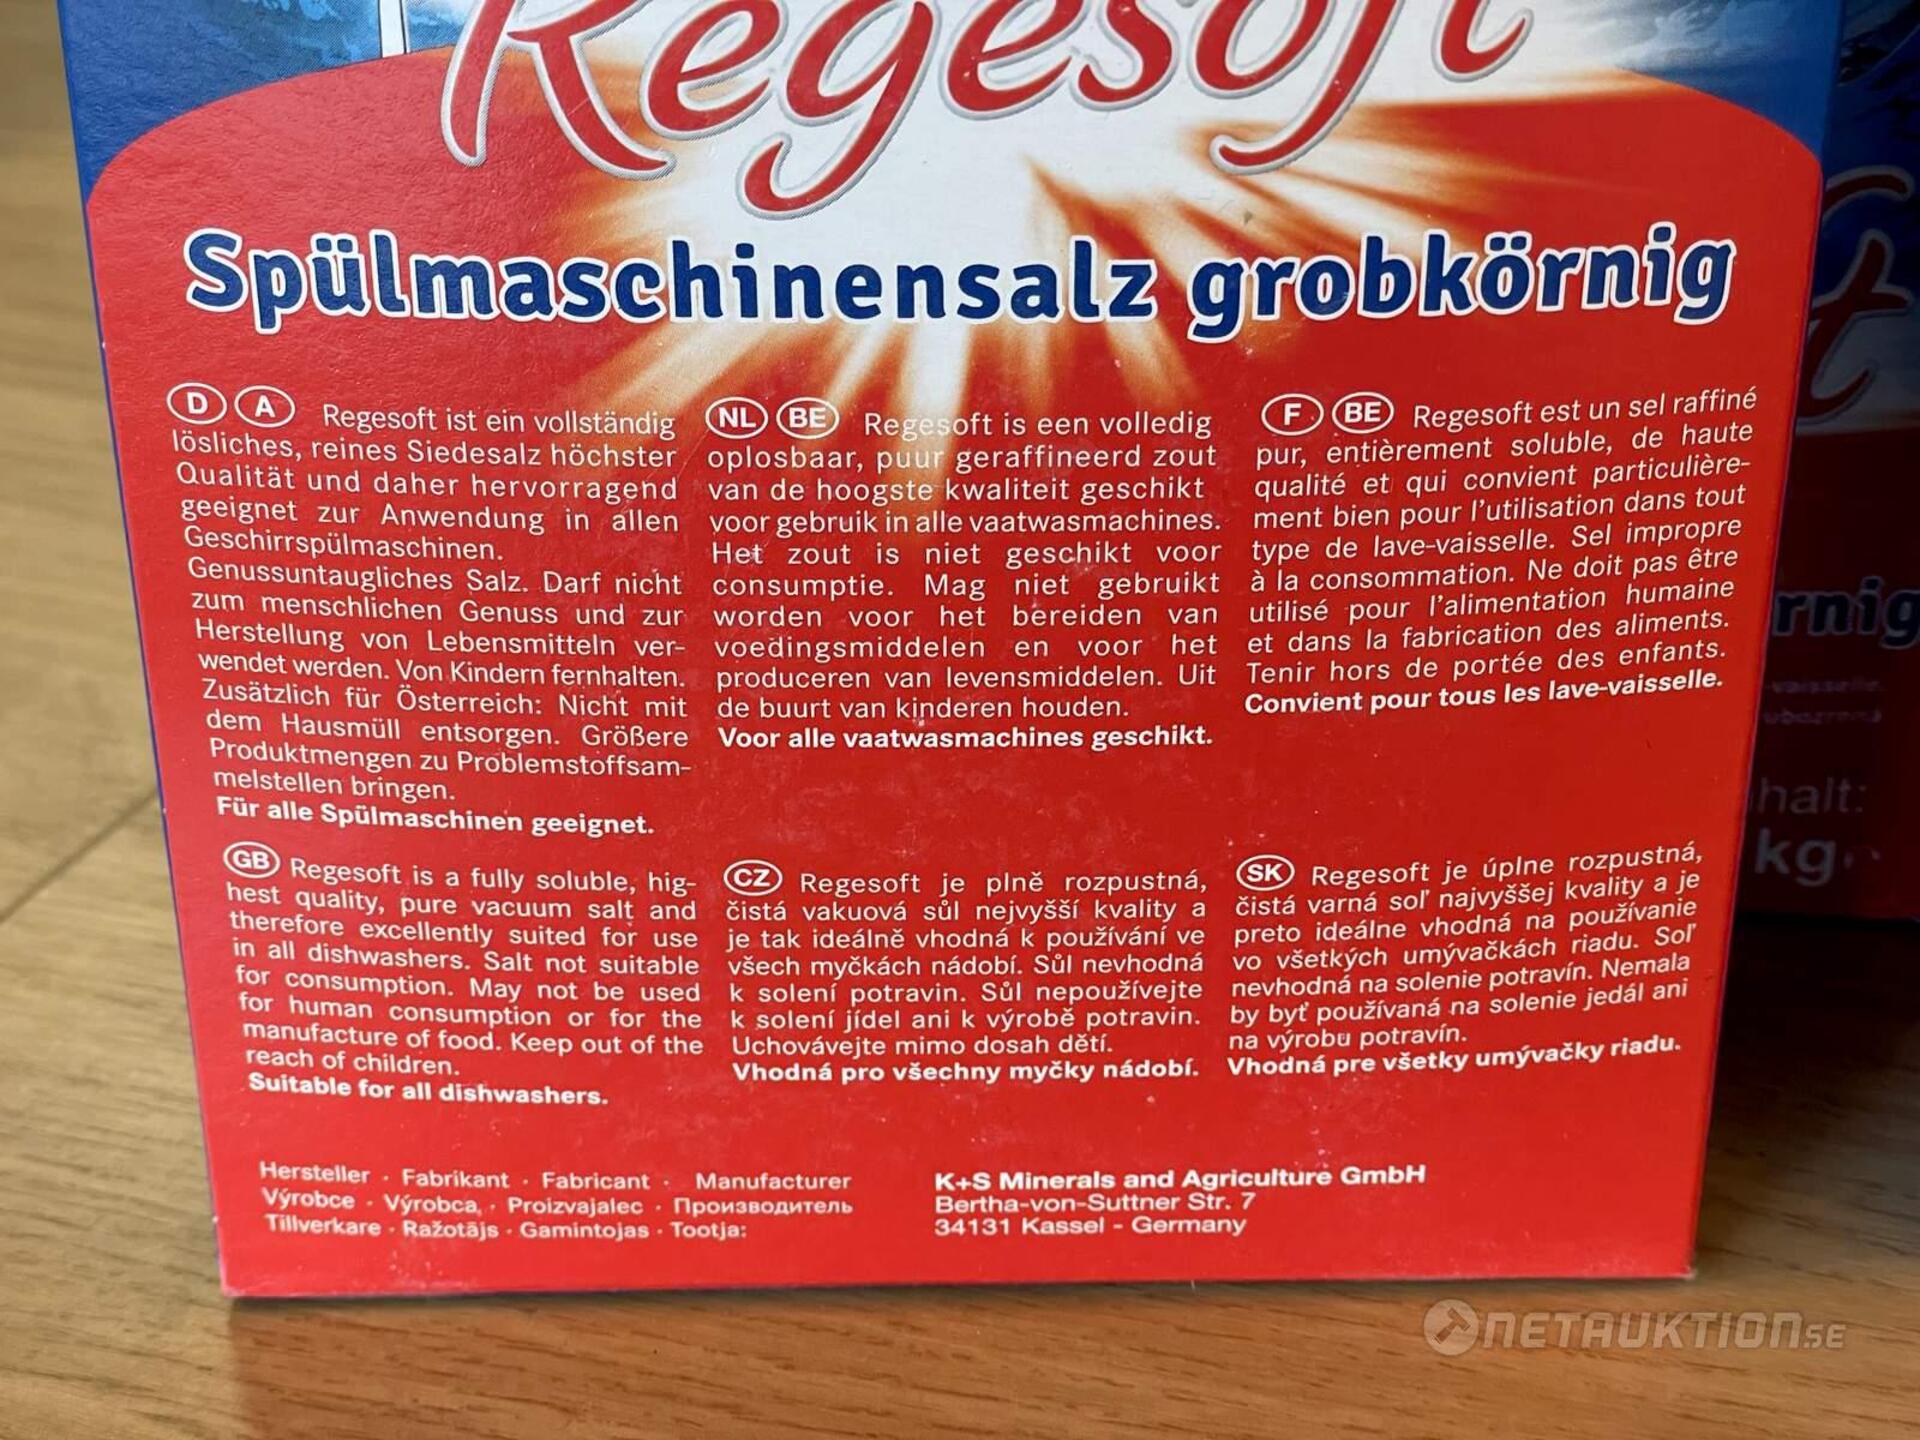 Regesoft
Spülmaschinensalz grobkörnig
D A Regesoft ist ein vollständig
lösliches, reines Siedesalz höchster
Qualität und daher hervorragend
geeignet zur Anwendung in allen
Geschirrspülmaschinen.
Genussuntaugliches Salz. Darf nicht
zum menschlichen Genuss und zur
Herstellung von Lebensmitteln ver-
wendet werden. Von Kindern fernhalten.
Zusätzlich für Österreich: Nicht mit
dem Hausmüll entsorgen. Größere
Produktmengen zu Problemstoffsam-
melstellen bringen.
Für alle Spülmaschinen geeignet.
NL BE Regesoft is een volledig
oplosbaar, puur geraffineerd zout
van de hoogste kwaliteit geschikt
voor gebruik in alle vaatwasmachines.
Het zout is niet geschikt voor
consumptie. Mag niet gebruikt
worden voor het bereiden van
voedingsmiddelen en voor het
produceren van levensmiddelen. Uit
de buurt van kinderen houden.
Voor alle vaatwasmachines geschikt.
F BE Regesoft est un sel raffiné
pur, entièrement soluble, de haute
qualité et qui convient particulière-
ment bien pour l'utilisation dans tout
type de lave-vaisselle. Sel impropre
à la consommation. Ne doit pas être
utilisé pour l'alimentation humaine
et dans la fabrication des aliments.
Tenir hors de portée des enfants.
Convient pour tous les lave-vaisselle.
GB Regesoft is a fully soluble, hig-
hest quality, pure vacuum salt and
therefore excellently suited for use
in all dishwashers. Salt not suitable
for consumption. May not be used
for human consumption or for the
manufacture of food. Keep out of the
reach of children.
Suitable for all dishwashers.
CZ Regesoft je plně rozpustná,
čistá vakuová sůl nejvyšší kvality a
je tak ideálně vhodná k používání ve
všech myčkách nádobí. Sůl nevhodná
k solení potravin. Sůl nepoužívejte
k solení jídel ani k výrobě potravin.
Uchovávejte mimo dosah dětí.
Vhodná pro všechny myčky nádobí.
SK Regesoft je úplne rozpustná,
čistá varná soľ najvyššej kvality a je
preto ideálne vhodná na používanie
vo všetkých umývačkách riadu. Soľ
nevhodná na solenie potravín. Nemala
by byť používaná na solenie jedál ani
na výrobu potravín.
Vhodná pre všetky umývačky riadu.
Hersteller · Fabrikant · Fabricant · Manufacturer
Výrobce · Výrobca, · Proizvajalec · Производитель
Tillverkare · Ražotājs · Gamintojas · Tootja:
K+S Minerals and Agriculture GmbH
Bertha-von-Suttner Str. 7
34131 Kassel - Germany
t
rnig
halt:
kg
NETAUKTION.SE